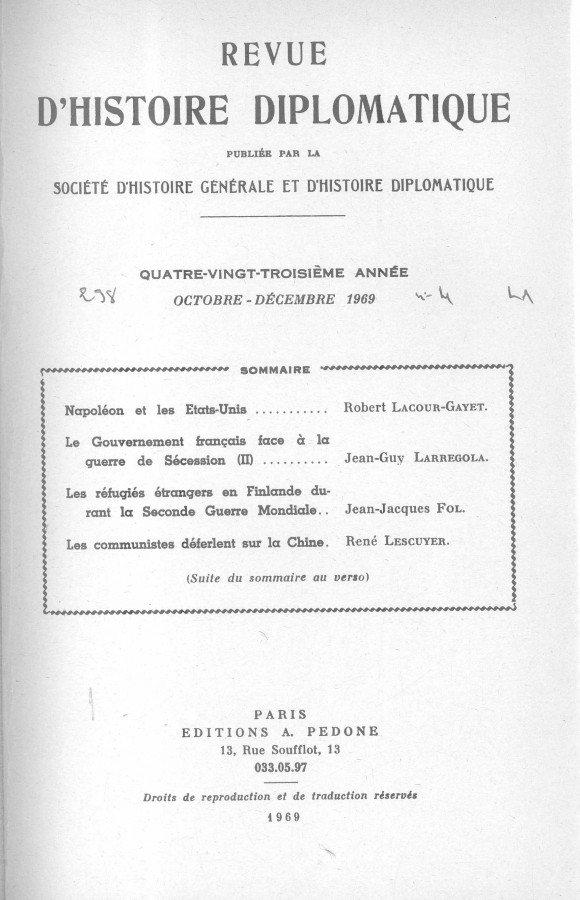 REVUE
D'HISTOIRE DIPLOMATIQUE
PUBLIÉE PAR LA
SOCIÉTÉ D'HISTOIRE GÉNÉRALE ET D'HISTOIRE DIPLOMATIQUE
QUATRE-VINGT-TROISIÈME ANNÉE
298 OCTOBRE - DÉCEMBRE 1969
SOMMAIRE
Napoléon et les Etats-Unis ........... Robert LACOUR-GAYET.
Le Gouvernement français face à la
guerre de Sécession (II) .......... Jean-Guy LARREGOLA.
Les réfugiés étrangers en Finlande du-
rant la Seconde Guerre Mondiale.. Jean-Jacques FOL.
Les communistes déferlent sur la Chine. René LESCUYER.
(Suite du sommaire au verso)
PARIS
EDITIONS A. PEDONE
13, Rue Soufflot, 13
033.05.97
Droits de reproduction et de traduction réservés
1969